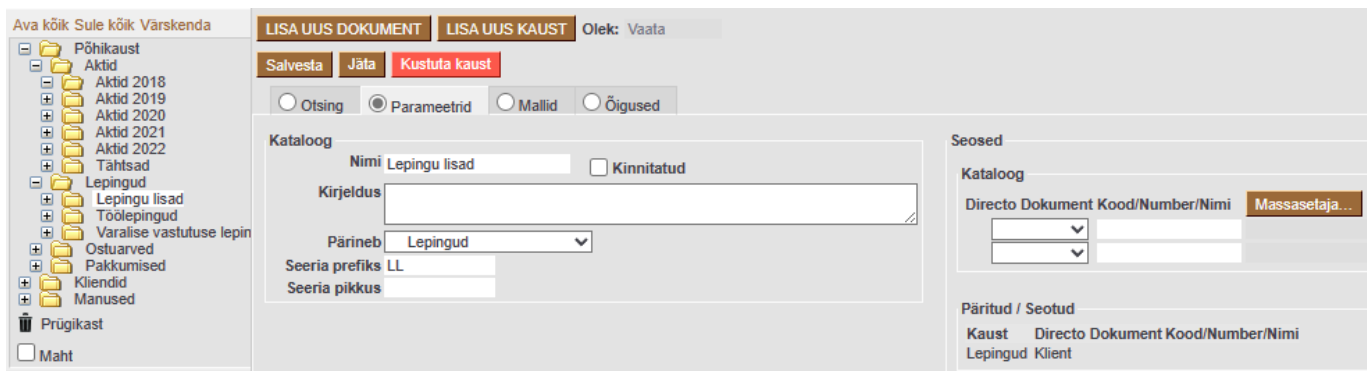 Ava kõik Sule kõik Värskenda
Põhikaust
Aktid
Aktid 2018
Aktid 2019
Aktid 2020
Aktid 2021
Aktid 2022
Tähtsad
Lepingud
Lepingu lisad
Töölepingud
Varalise vastutuse lepin
Ostuarved
Pakkumised
Kliendid
Manused
Prügikast
Maht
LISA UUS DOKUMENT LISA UUS KAUST Olek: Vaata
Salvesta Jäta Kustuta kaust
Otsing Parameetrid Mallid Õigused
Kataloog
Nimi Lepingu lisad Kinnitatud
Kirjeldus
Pärineb Lepingud
Seeria prefiks LL
Seeria pikkus
Seosed
Kataloog
Directo Dokument Kood/Number/Nimi Massasetaja...
Päritud / Seotud
Kaust Directo Dokument Kood/Number/Nimi
Lepingud Klient